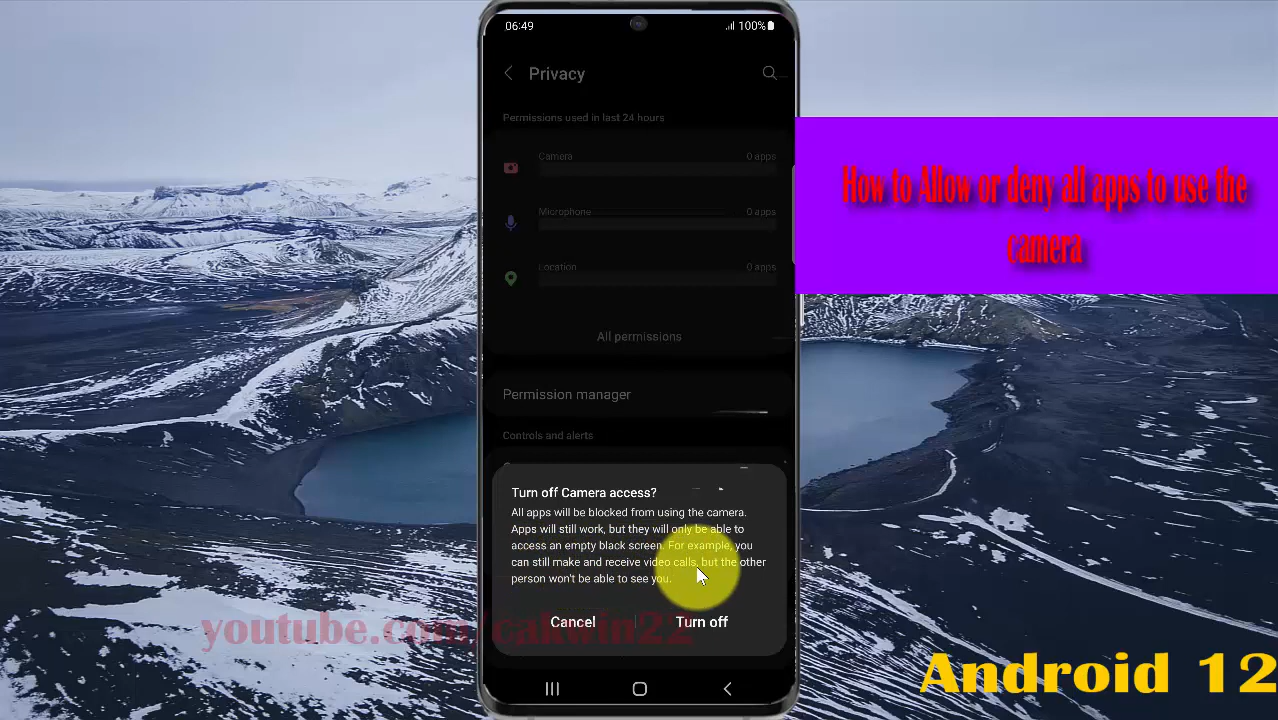 06:49
100%
Privacy
Permissions used in last 24 hours
Camera 0 apps
Microphone 0 apps
Location 0 apps
All permissions
Permission manager
Controls and alerts
Turn off Camera access?
All apps will be blocked from using the camera.
Apps will still work, but they will only be able to
access an empty black screen. For example, you
can still make and receive video calls, but the other
person won't be able to see you.
Cancel
Turn off
How to Allow or deny all apps to use the
camera
youtube.com/cakwin22
Android 12